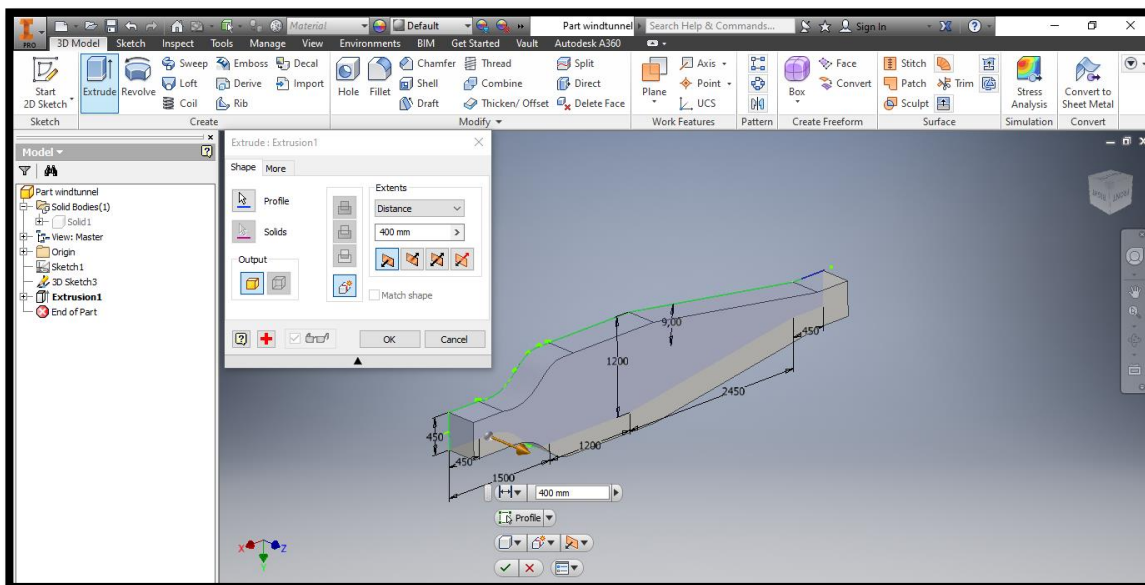 Material
Default
Part windtunnel
Search Help & Commands...
Sign In
PRO
3D Model Sketch Inspect Tools Manage View Environments BIM Get Started Vault Autodesk A360
Start
2D Sketch
Extrude
Revolve
Sweep
Loft
Coil
Emboss
Derive
Rib
Decal
Import
Hole
Fillet
Chamfer
Shell
Draft
Thread
Combine
Thicken/ Offset
Split
Direct
Delete Face
Plane
Axis
Point
UCS
Box
Face
Convert
Stitch
Patch
Sculpt
Trim
Stress
Analysis
Convert to
Sheet Metal
Sketch Create Modify Work Features Pattern Create Freeform Surface Simulation Convert
Model
Part windtunnel
Solid Bodies(1)
Solid1
View: Master
Origin
Sketch1
3D Sketch3
Extrusion1
End of Part
Extrude : Extrusion1
Shape More
Profile
Solids
Output
Extents
Distance
400 mm
Match shape
OK Cancel
9,00
1200
450
2450
450
450
1200
1500
400 mm
Profile
X
Z
Y